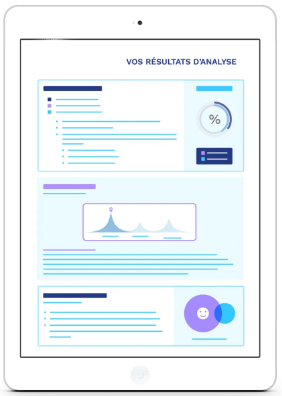 VOS RÉSULTATS D'ANALYSE
%